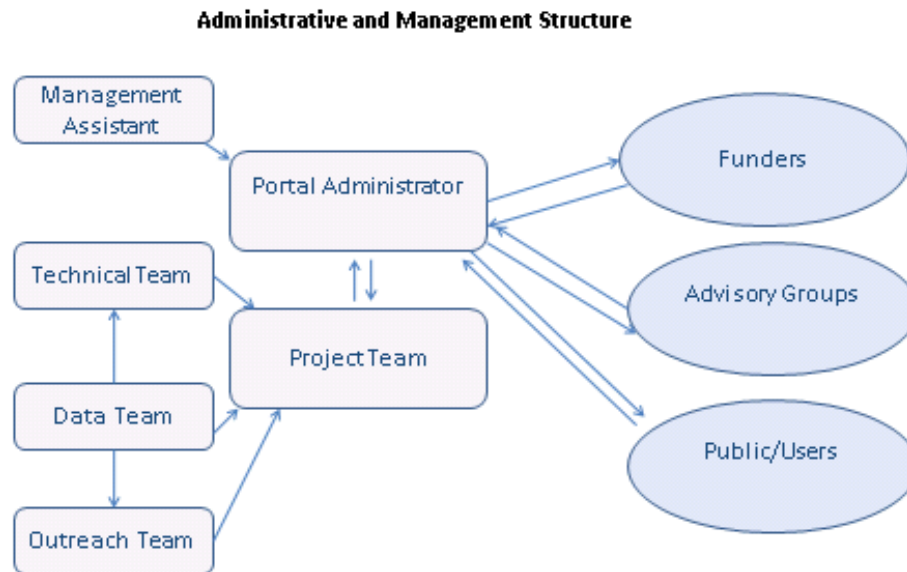 Administrative and Management Structure
Management
Assistant
Portal Administrator
Funders
Technical Team
Advisory Groups
Project Team
Data Team
Public/Users
Outreach Team